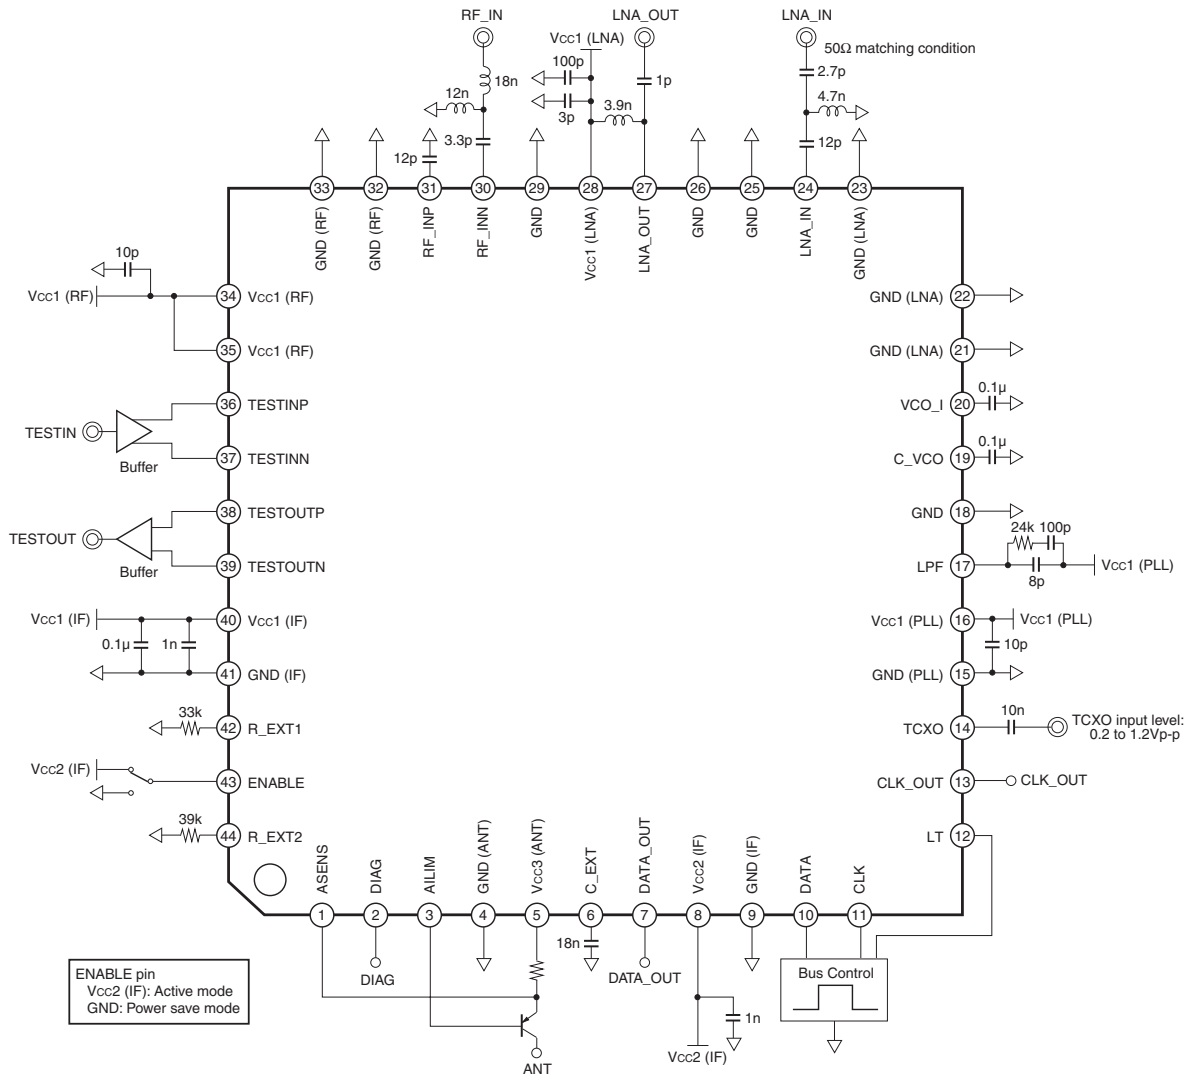 RF_IN
LNA_OUT
LNA_IN
Vcc1 (LNA)
50Ω matching condition
100p
18n
1p
2.7p
12n
3p
3.9n
4.7n
12p
3.3p
12p
33
32
31
30
29
28
27
26
25
24
23
GND (RF)
GND (RF)
RF_INP
RF_INN
GND
Vcc1 (LNA)
LNA_OUT
GND
GND
LNA_IN
GND (LNA)
10p
Vcc1 (RF)
34
Vcc1 (RF)
GND (LNA)
22
35
Vcc1 (RF)
GND (LNA)
21
36
TESTINP
VCO_I
20
0.1µ
TESTIN
Buffer
37
TESTINN
C_VCO
19
0.1µ
38
TESTOUTP
GND
18
TESTOUT
Buffer
39
TESTOUTN
LPF
17
24k
100p
8p
Vcc1 (PLL)
Vcc1 (IF)
40
Vcc1 (IF)
Vcc1 (PLL)
16
Vcc1 (PLL)
0.1µ
1n
10p
41
GND (IF)
GND (PLL)
15
33k
42
R_EXT1
TCXO
14
10n
TCXO input level:
0.2 to 1.2Vp-p
Vcc2 (IF)
43
ENABLE
CLK_OUT
13
CLK_OUT
39k
44
R_EXT2
LT
12
ASENS
DIAG
AILIM
GND (ANT)
Vcc3 (ANT)
C_EXT
DATA_OUT
Vcc2 (IF)
GND (IF)
DATA
CLK
1
2
3
4
5
6
7
8
9
10
11
18n
DIAG
DATA_OUT
Bus Control
1n
Vcc2 (IF)
ANT
ENABLE pin
Vcc2 (IF): Active mode
GND: Power save mode